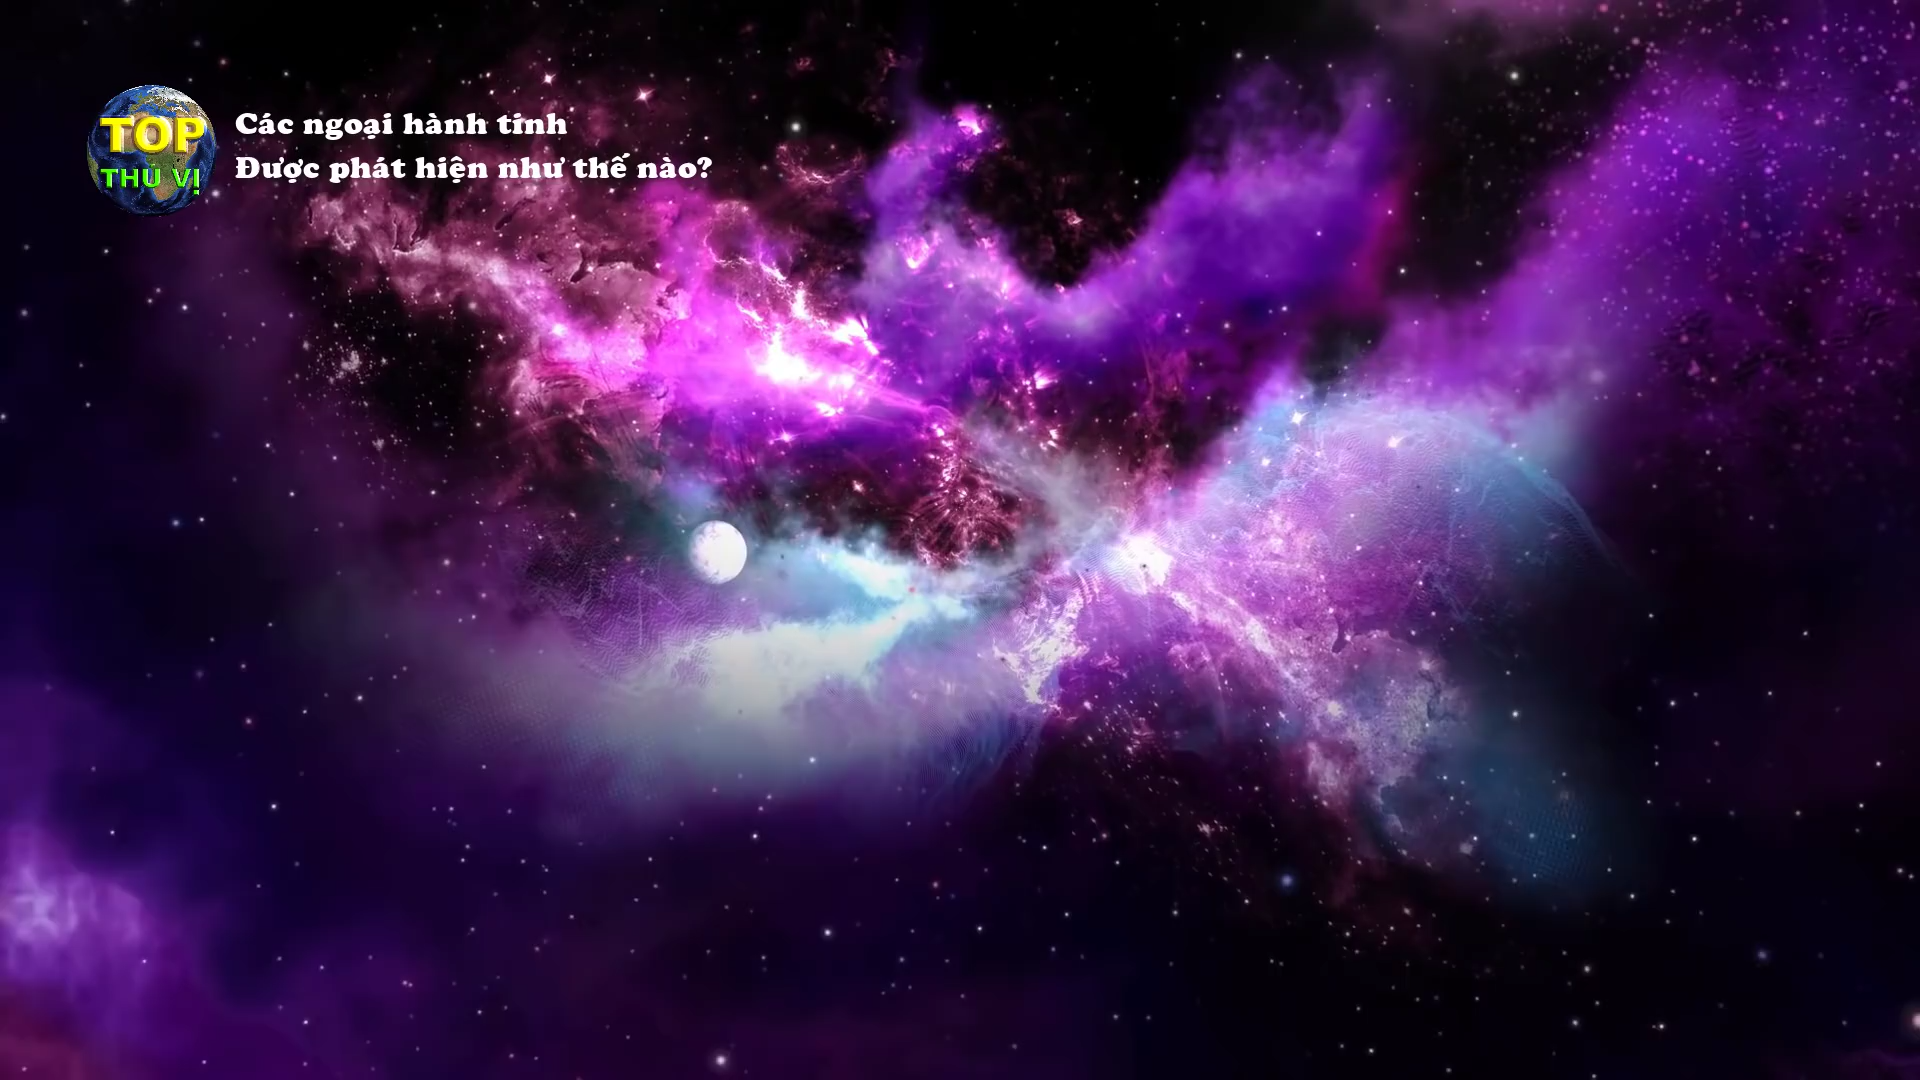 TOP
THÚ VỊ
Các ngoại hành tinh
Được phát hiện như thế nào?